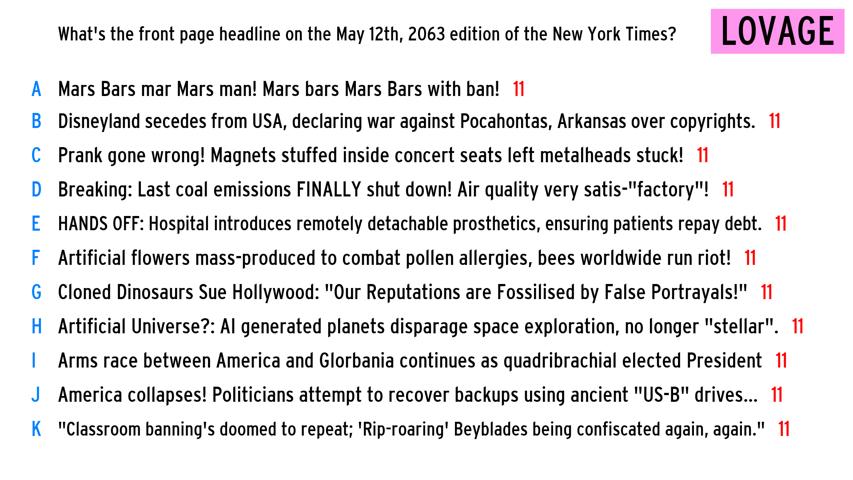 What's the front page headline on the May 12th, 2063 edition of the New York Times?
LOVAGE
A Mars Bars mar Mars man! Mars bars Mars Bars with ban! 11
B Disneyland secedes from USA, declaring war against Pocahontas, Arkansas over copyrights. 11
C Prank gone wrong! Magnets stuffed inside concert seats left metalheads stuck! 11
D Breaking: Last coal emissions FINALLY shut down! Air quality very satis-"factory"! 11
E HANDS OFF: Hospital introduces remotely detachable prosthetics, ensuring patients repay debt. 11
F Artificial flowers mass-produced to combat pollen allergies, bees worldwide run riot! 11
G Cloned Dinosaurs Sue Hollywood: "Our Reputations are Fossilised by False Portrayals!" 11
H Artificial Universe?: AI generated planets disparage space exploration, no longer "stellar". 11
I Arms race between America and Glorbania continues as quadribrachial elected President 11
J America collapses! Politicians attempt to recover backups using ancient "US-B" drives... 11
K "Classroom banning's doomed to repeat; 'Rip-roaring' Beyblades being confiscated again, again." 11